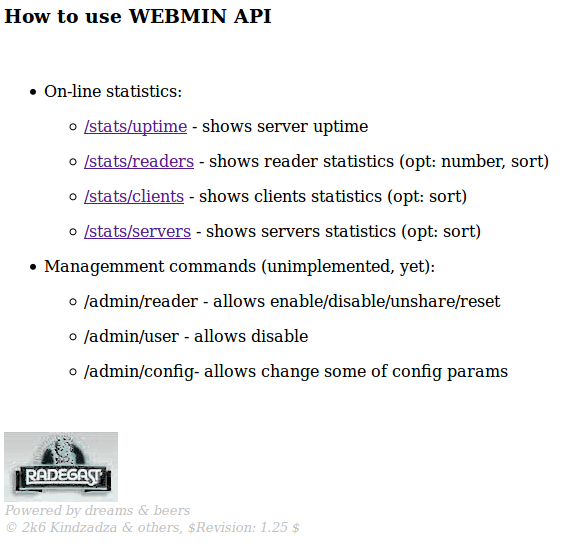 How to use WEBMIN API
On-line statistics:
/stats/uptime - shows server uptime
/stats/readers - shows reader statistics (opt: number, sort)
/stats/clients - shows clients statistics (opt: sort)
/stats/servers - shows servers statistics (opt: sort)
Managemment commands (unimplemented, yet):
/admin/reader - allows enable/disable/unshare/reset
/admin/user - allows disable
/admin/config- allows change some of config params
RADEGAST
Powered by dreams & beers
© 2k6 Kindzadza & others, $Revision: 1.25 $